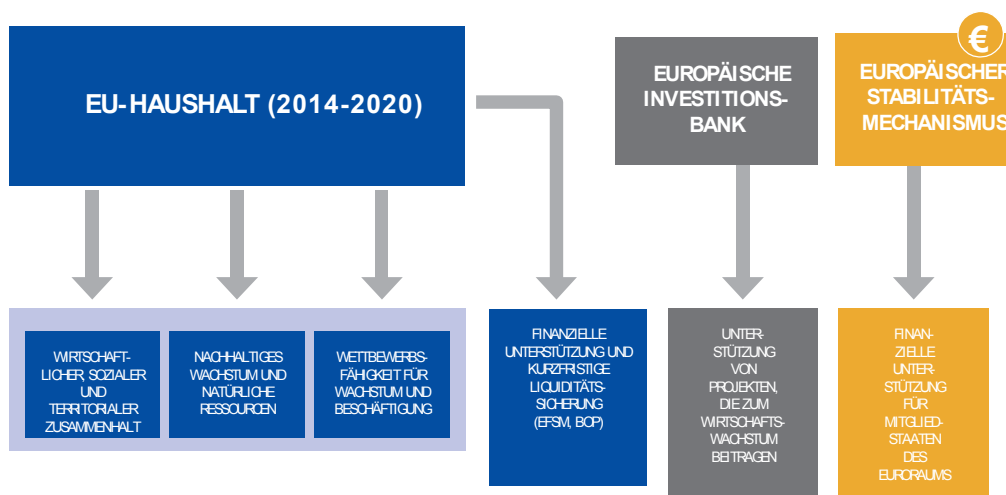 EU-HAUSHALT (2014-2020)
EUROPÄISCHE
INVESTITIONS-
BANK
€
EUROPÄISCHER
STABILITÄTS-
MECHANISMUS
WIRTSCHAFT-
LICHER, SOZIALER
UND
TERRITORIALER
ZUSAMMENHALT
NACHHALTIGES
WACHSTUM UND
NATÜRLICHE
RESSOURCEN
WETTBEWERBS-
FÄHIGKEIT FÜR
WACHSTUM UND
BESCHÄFTIGUNG
FINANZIELLE
UNTERSTÜTZUNG UND
KURZFRISTIGE
LIQUIDITÄTS-
SICHERUNG
(EFSM, BOP)
UNTER-
STÜTZUNG
VON
PROJEKTEN,
DIE ZUM
WIRTSCHAFTS-
WACHSTUM
BEITRAGEN
FINAN-
ZIELLE
UNTER-
STÜTZUNG
FÜR
MITGLIED-
STAATEN
DES
EURORAUMS